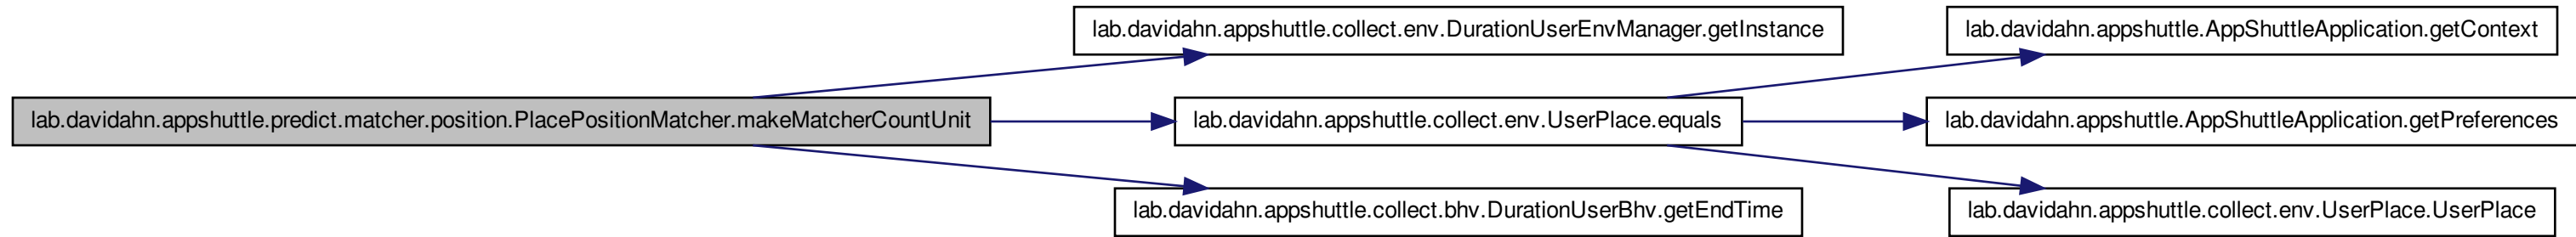 lab.davidahn.appshuttle.predict.matcher.position.PlacePositionMatcher.makeMatcherCountUnit
lab.davidahn.appshuttle.collect.env.DurationUserEnvManager.getInstance
lab.davidahn.appshuttle.collect.env.UserPlace.equals
lab.davidahn.appshuttle.collect.bhv.DurationUserBhv.getEndTime
lab.davidahn.appshuttle.AppShuttleApplication.getContext
lab.davidahn.appshuttle.AppShuttleApplication.getPreferences
lab.davidahn.appshuttle.collect.env.UserPlace.UserPlace